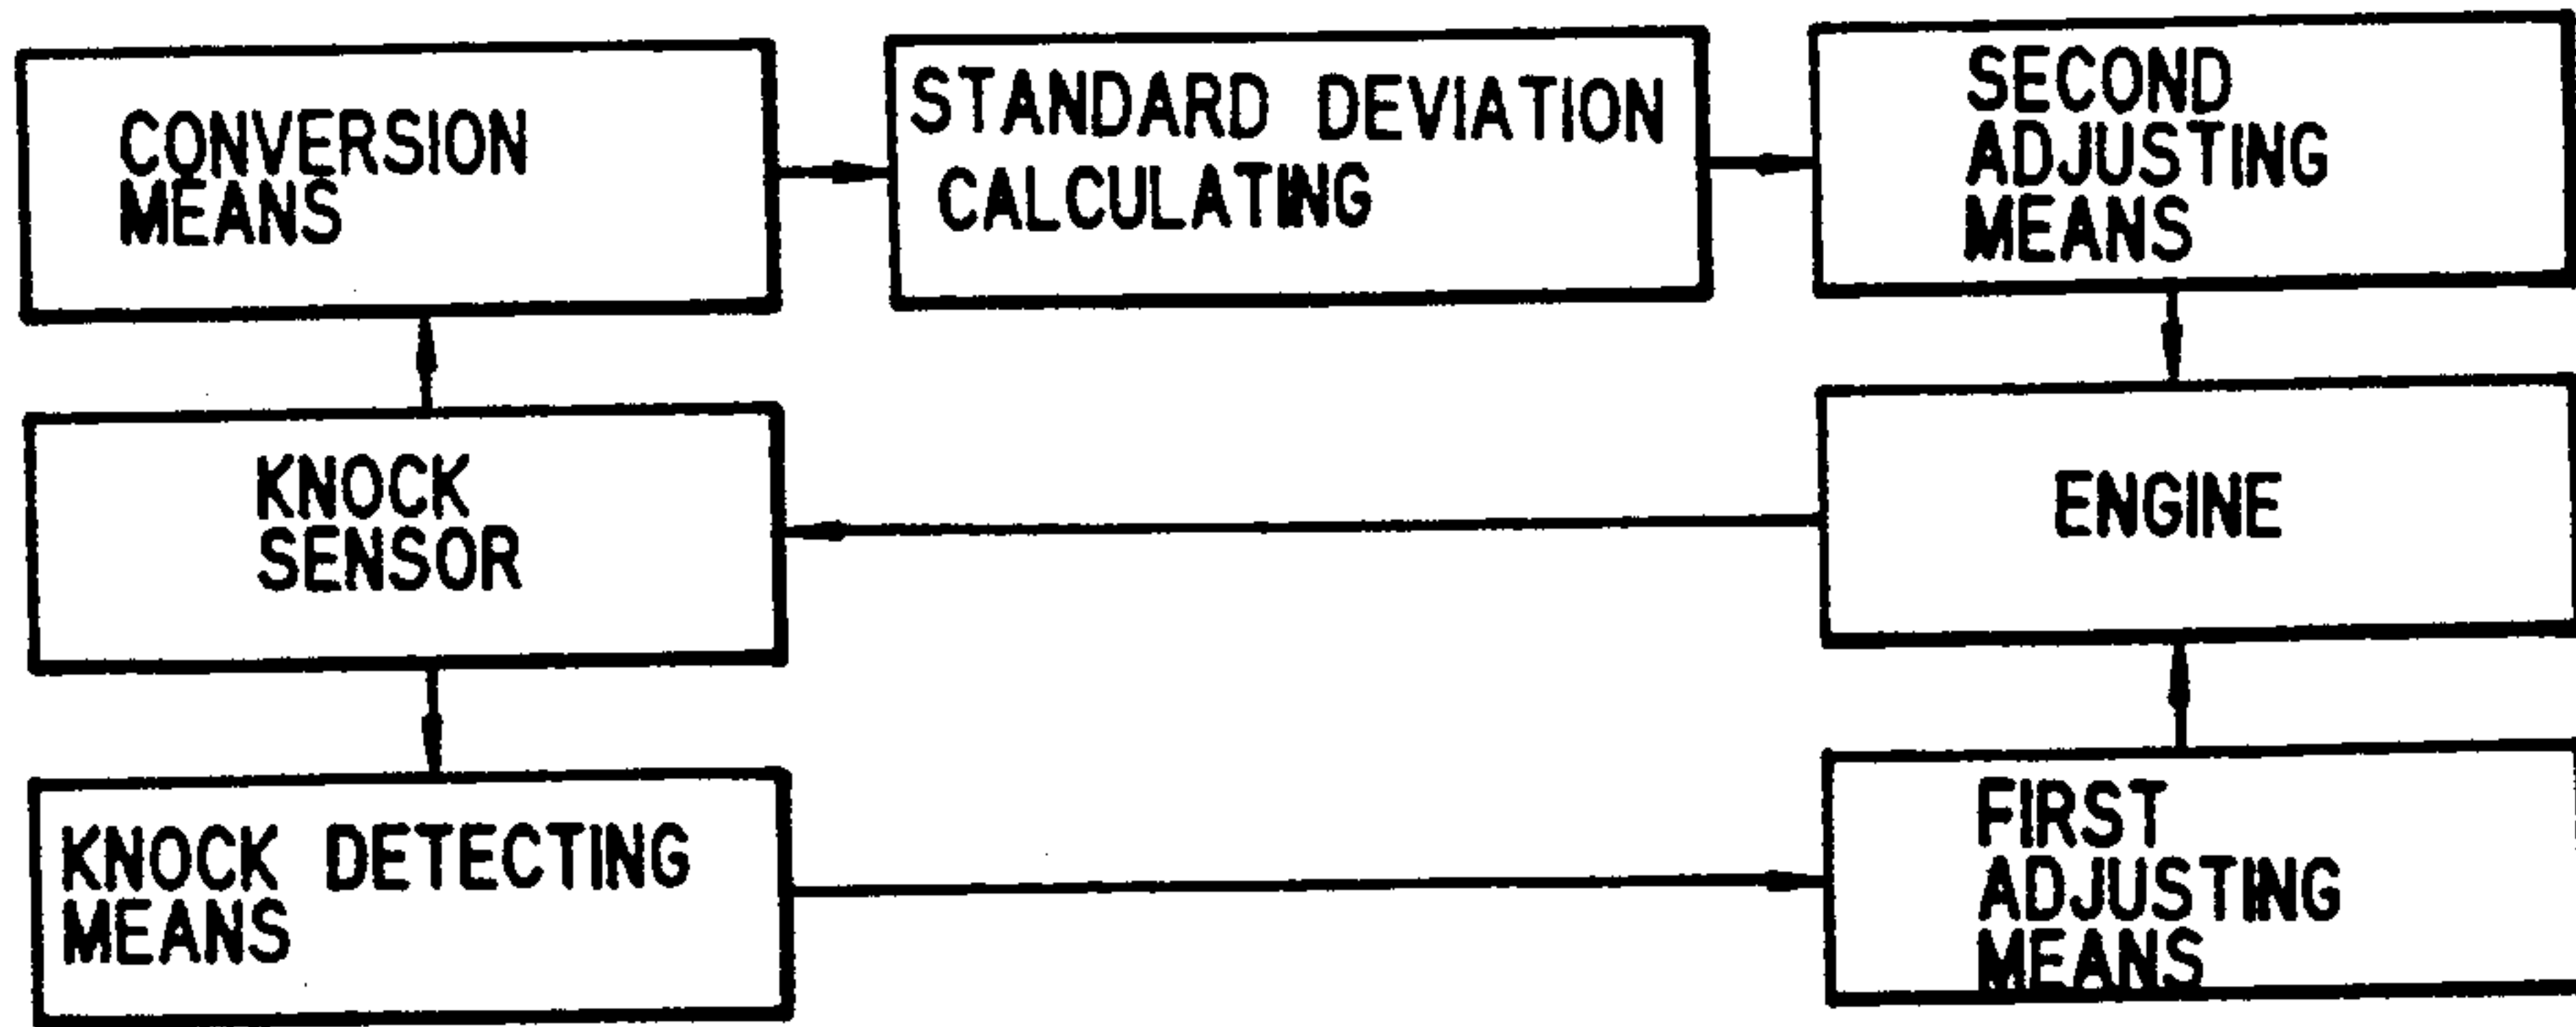 CONVERSION
MEANS
STANDARD DEVIATION
CALCULATING
SECOND
ADJUSTING
MEANS
KNOCK
SENSOR
ENGINE
KNOCK DETECTING
MEANS
FIRST
ADJUSTING
MEANS